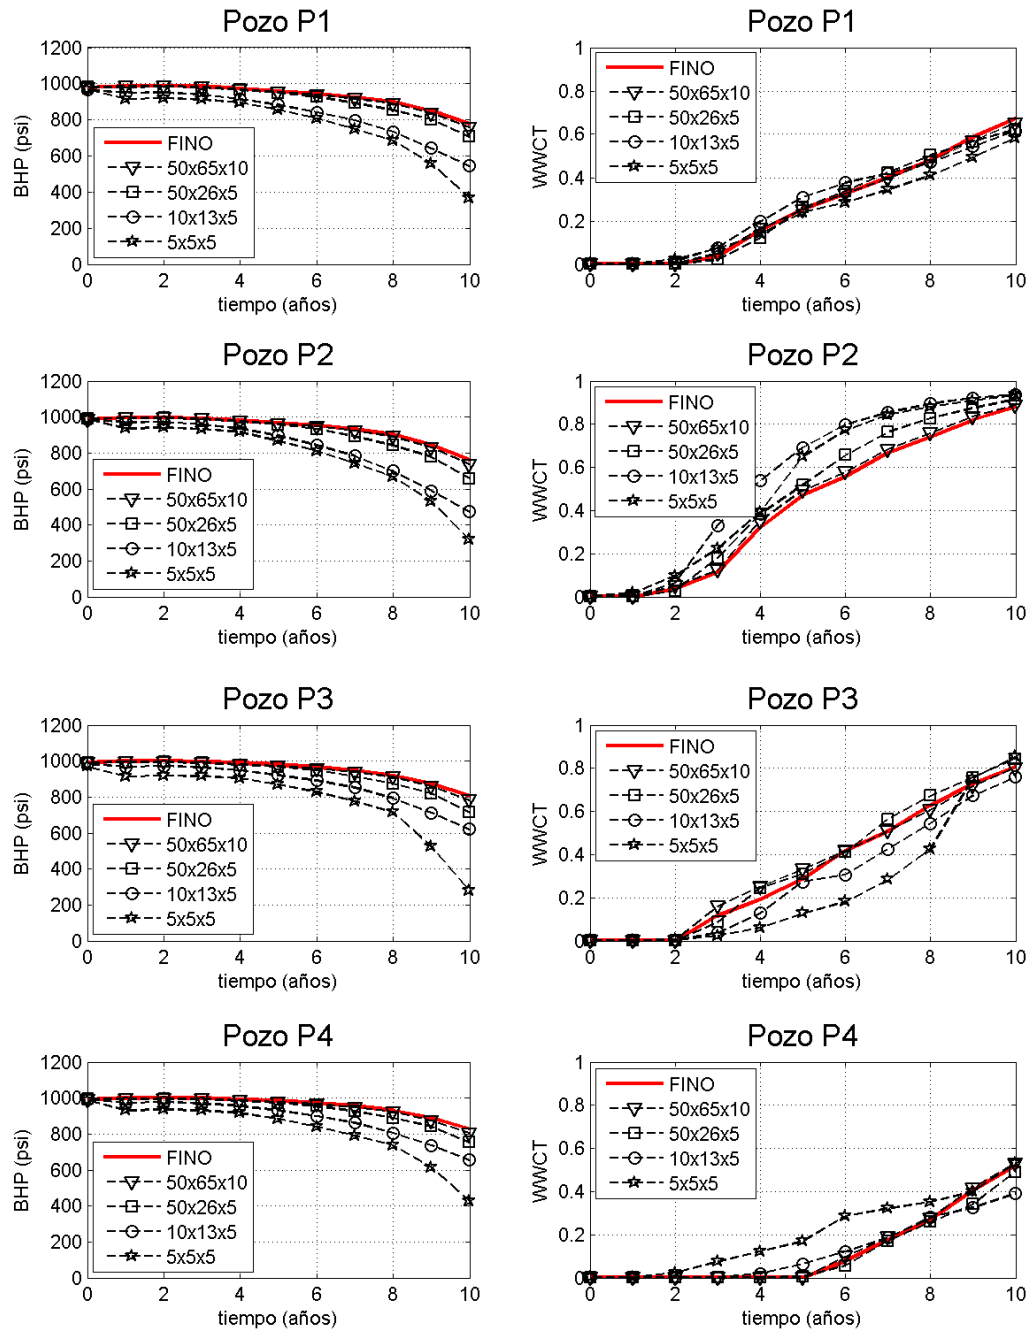 Pozo P1
1200
1000
800
600
400
200
0
BHP (psi)
FINO
50x65x10
50x26x5
10x13x5
5x5x5
0 2 4 6 8 10
tiempo (años)
Pozo P1
1
0.8
0.6
0.4
0.2
0
WWCT
FINO
50x65x10
50x26x5
10x13x5
5x5x5
0 2 4 6 8 10
tiempo (años)
Pozo P2
1200
1000
800
600
400
200
0
BHP (psi)
FINO
50x65x10
50x26x5
10x13x5
5x5x5
0 2 4 6 8 10
tiempo (años)
Pozo P2
1
0.8
0.6
0.4
0.2
0
WWCT
FINO
50x65x10
50x26x5
10x13x5
5x5x5
0 2 4 6 8 10
tiempo (años)
Pozo P3
1200
1000
800
600
400
200
0
BHP (psi)
FINO
50x65x10
50x26x5
10x13x5
5x5x5
0 2 4 6 8 10
tiempo (años)
Pozo P3
1
0.8
0.6
0.4
0.2
0
WWCT
FINO
50x65x10
50x26x5
10x13x5
5x5x5
0 2 4 6 8 10
tiempo (años)
Pozo P4
1200
1000
800
600
400
200
0
BHP (psi)
FINO
50x65x10
50x26x5
10x13x5
5x5x5
0 2 4 6 8 10
tiempo (años)
Pozo P4
1
0.8
0.6
0.4
0.2
0
WWCT
FINO
50x65x10
50x26x5
10x13x5
5x5x5
0 2 4 6 8 10
tiempo (años)